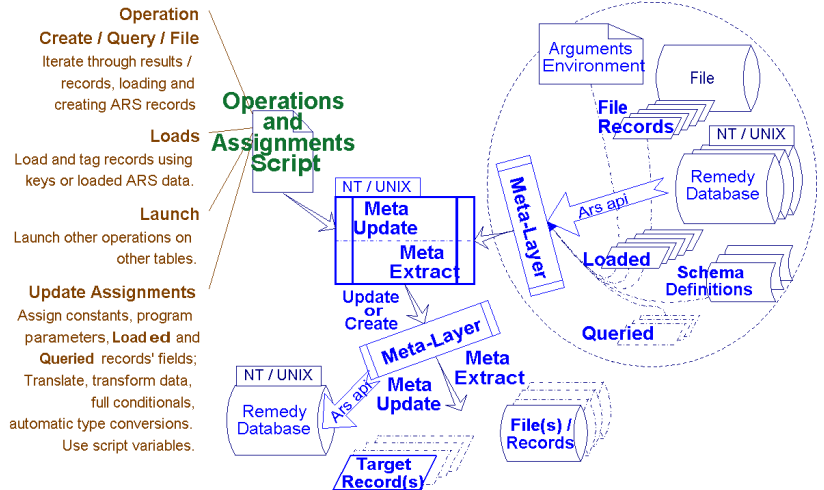 Operation
Create / Query / File
Iterate through results /
records, loading and
creating ARS records
Loads
Load and tag records using
keys or loaded ARS data.
Launch
Launch other operations on
other tables.
Update Assignments
Assign constants, program
parameters, Loaded and
Queried records' fields;
Translate, transform data,
full conditionals,
automatic type conversions.
Use script variables.
Operations
and
Assignments
Script
NT / UNIX
Meta
Update
Meta
Extract
Update
or
Create
Meta-Layer
Meta-Layer
Arguments
Environment
File
File
Records
NT / UNIX
Remedy
Database
Ars api
Loaded
Schema
Definitions
Queried
NT / UNIX
Remedy
Database
Ars api
Meta
Update
Meta
Extract
Target
Record(s)
File(s) /
Records